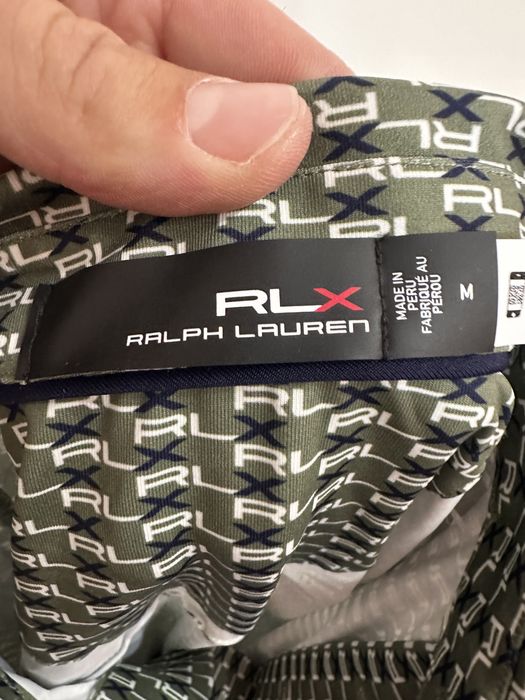 RLX
RALPH LAUREN
MADE IN
PERU
FABRIQUÉ AU
PÉROU
M